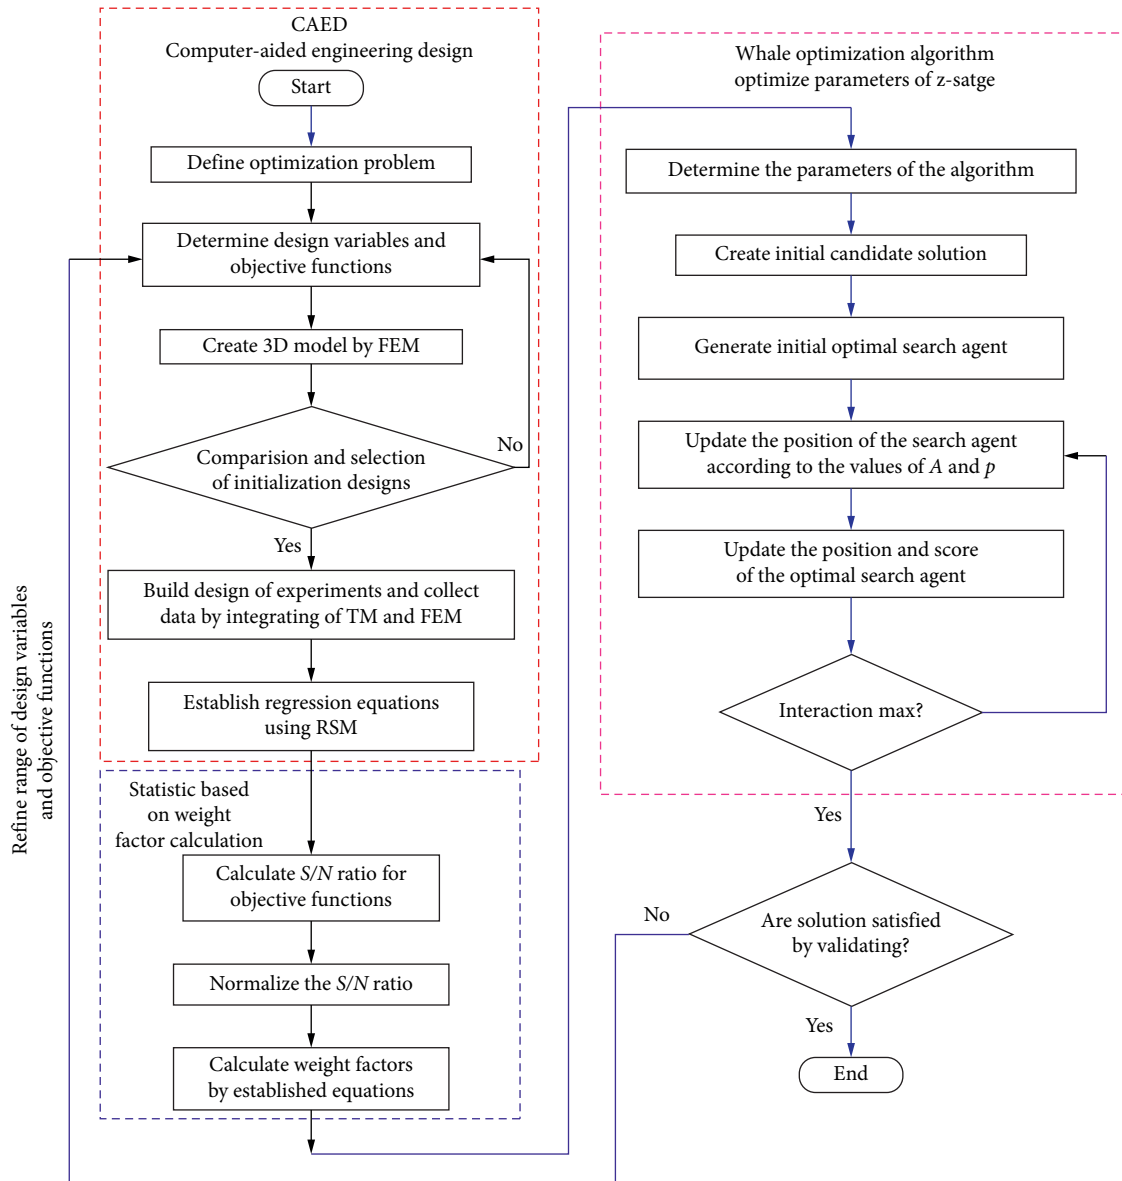 CAED
Computer-aided engineering design
Start
Define optimization problem
Determine design variables and
objective functions
Create 3D model by FEM
Comparision and selection
of initialization designs
No
Yes
Build design of experiments and collect
data by integrating of TM and FEM
Establish regression equations
using RSM
Refine range of design variables
and objective functions
Statistic based
on weight
factor calculation
Calculate S/N ratio for
objective functions
Normalize the S/N ratio
Calculate weight factors
by established equations
Whale optimization algorithm
optimize parameters of z-satge
Determine the parameters of the algorithm
Create initial candidate solution
Generate initial optimal search agent
Update the position of the search agent
according to the values of A and p
Update the position and score
of the optimal search agent
Interaction max?
Yes
Are solution satisfied
by validating?
No
Yes
End